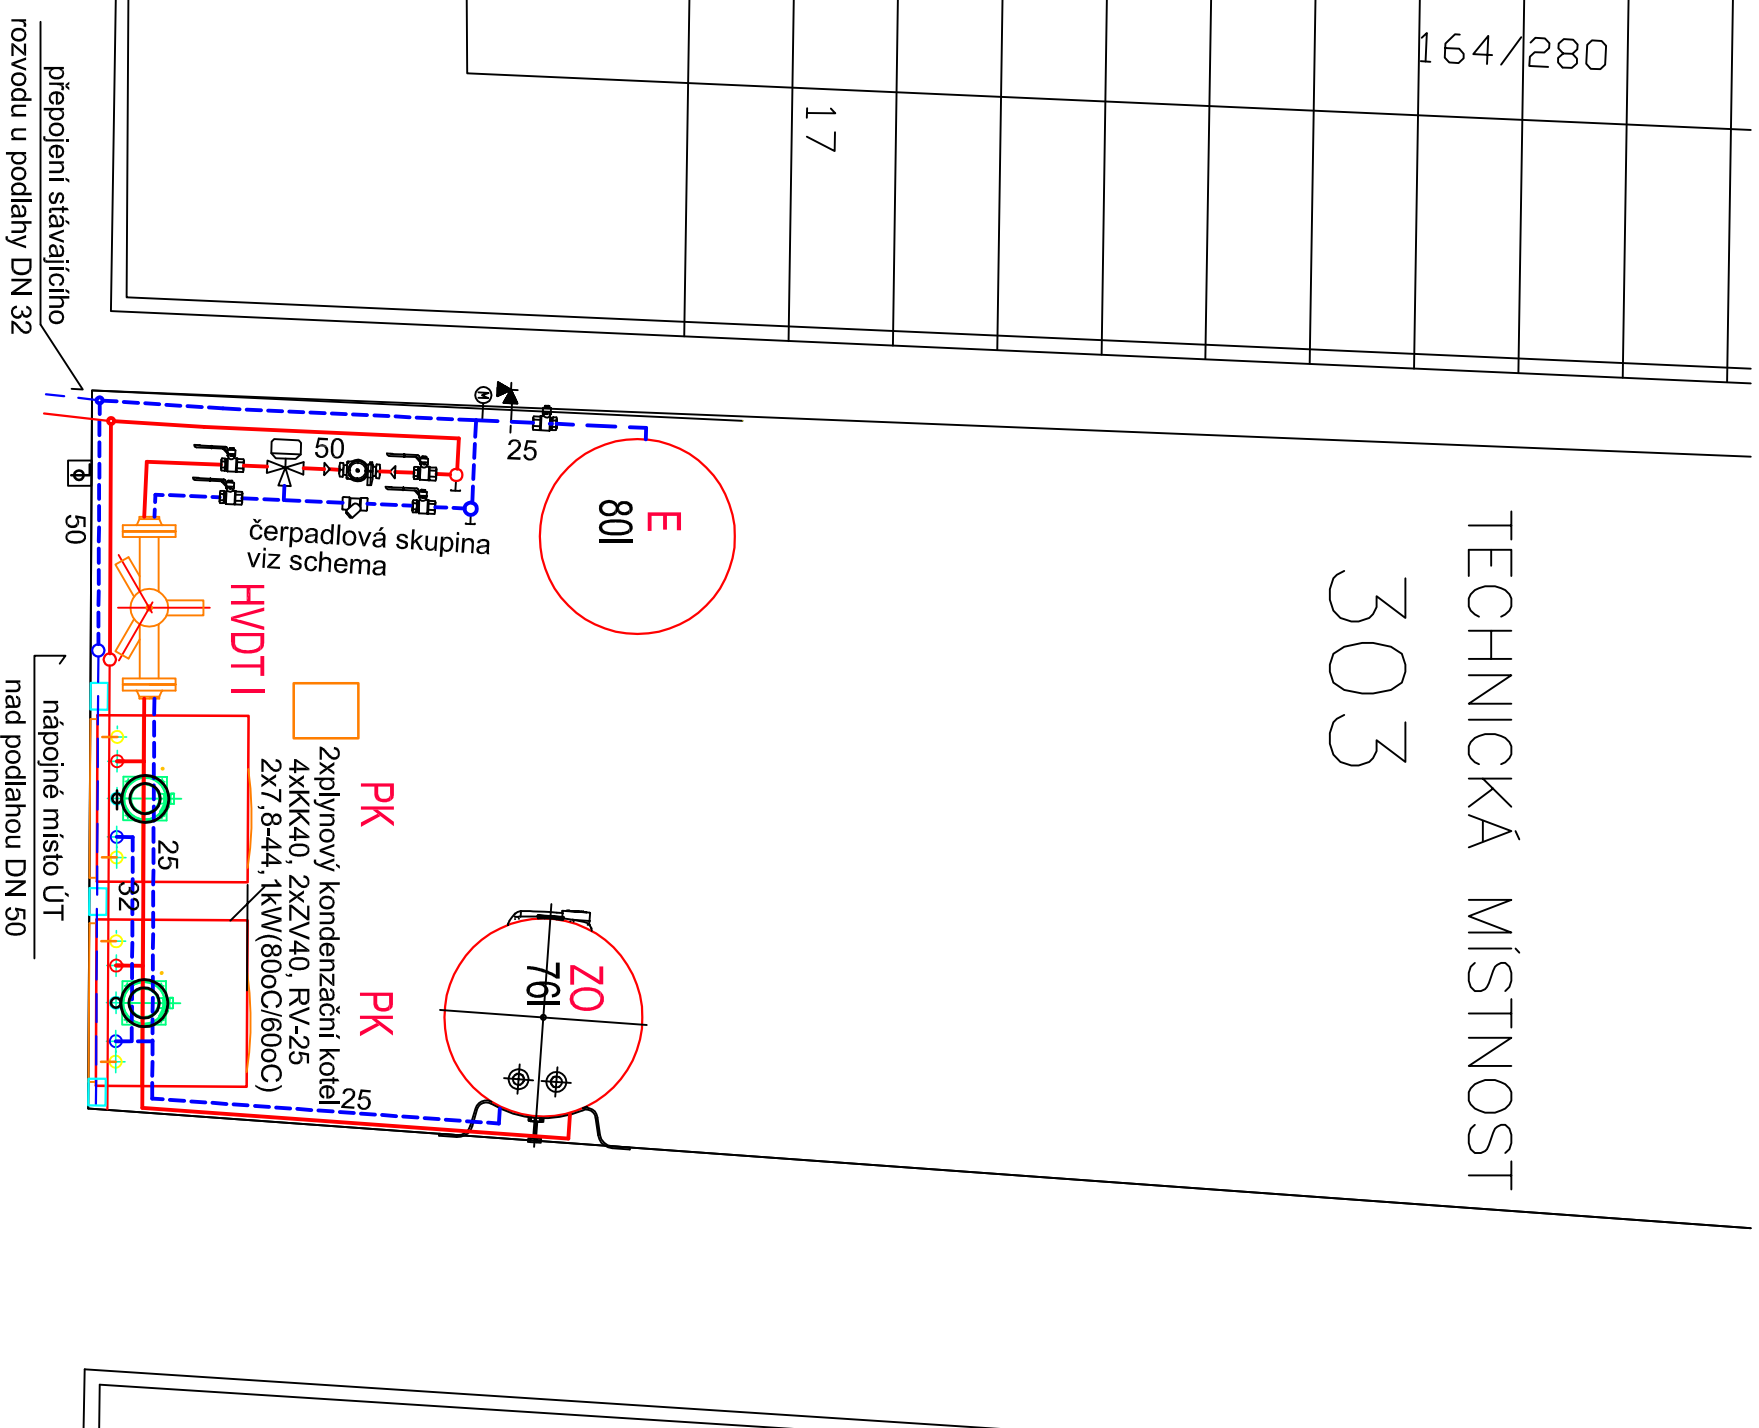 164/280
17
přepojení stávajícího
rozvodu u podlahy DN 32
M
25
50
50
čerpadlová skupina
viz schema
E
80l
HVDT I
TECHNICKÁ MÍSTNOST
303
nápojné místo ÚT
nad podlahou DN 50
PK
2xplynový kondenzační kotel
4xKK40, 2xZV40, RV-25
2x7,8-44,1kW(80oC/60oC)
PK
25
32
ZO
76l
25